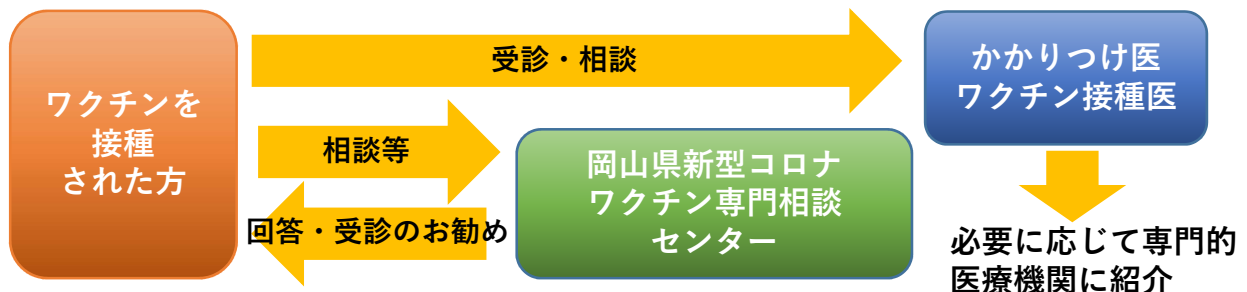 ワクチンを
接種
された方
受診・相談
かかりつけ医
ワクチン接種医
相談等
岡山県新型コロナ
ワクチン専門相談
センター
回答・受診のお勧め
必要に応じて専門的
医療機関に紹介